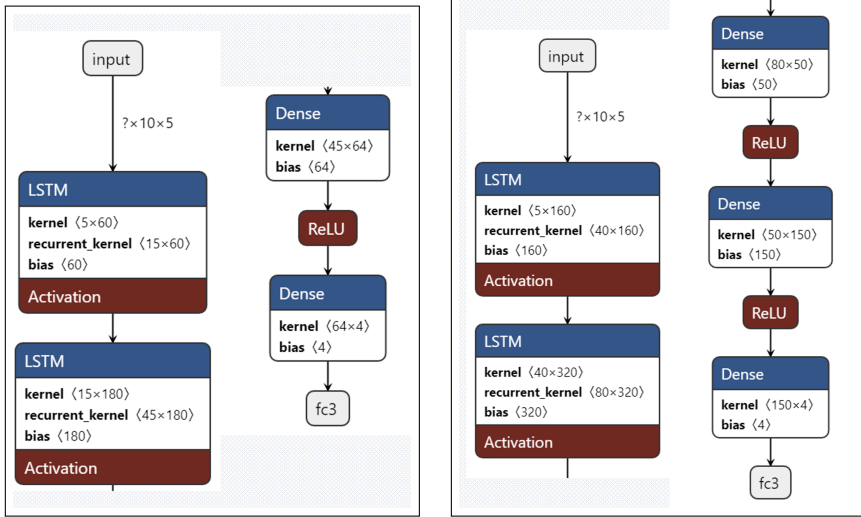 input
?×10×5
LSTM
kernel 〈5×60〉
recurrent_kernel 〈15×60〉
bias 〈60〉
Activation
LSTM
kernel 〈15×180〉
recurrent_kernel 〈45×180〉
bias 〈180〉
Activation
Dense
kernel 〈45×64〉
bias 〈64〉
ReLU
Dense
kernel 〈64×4〉
bias 〈4〉
fc3
input
?×10×5
LSTM
kernel 〈5×160〉
recurrent_kernel 〈40×160〉
bias 〈160〉
Activation
LSTM
kernel 〈40×320〉
recurrent_kernel 〈80×320〉
bias 〈320〉
Activation
Dense
kernel 〈80×50〉
bias 〈50〉
ReLU
Dense
kernel 〈50×150〉
bias 〈150〉
ReLU
Dense
kernel 〈150×4〉
bias 〈4〉
fc3